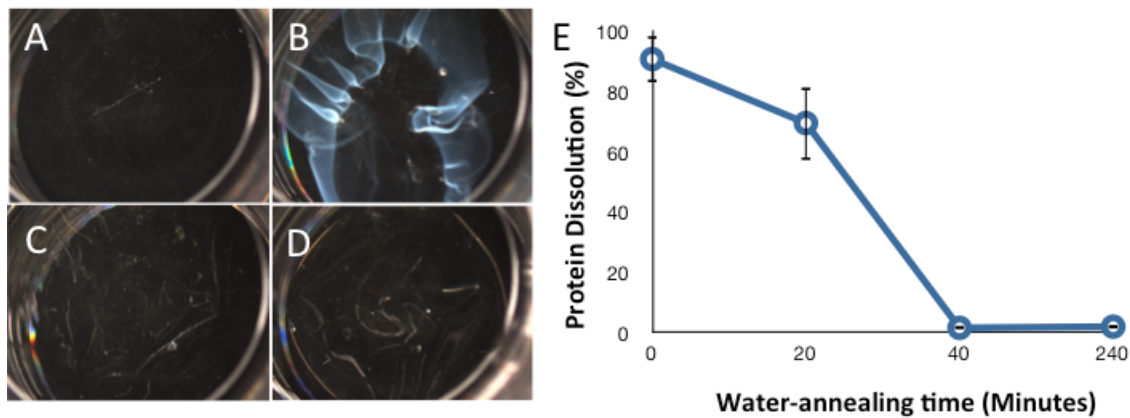 A
B
C
D
E
Protein Dissolution (%)
100
80
60
40
20
0
0 20 40 240
Water-annealing time (Minutes)